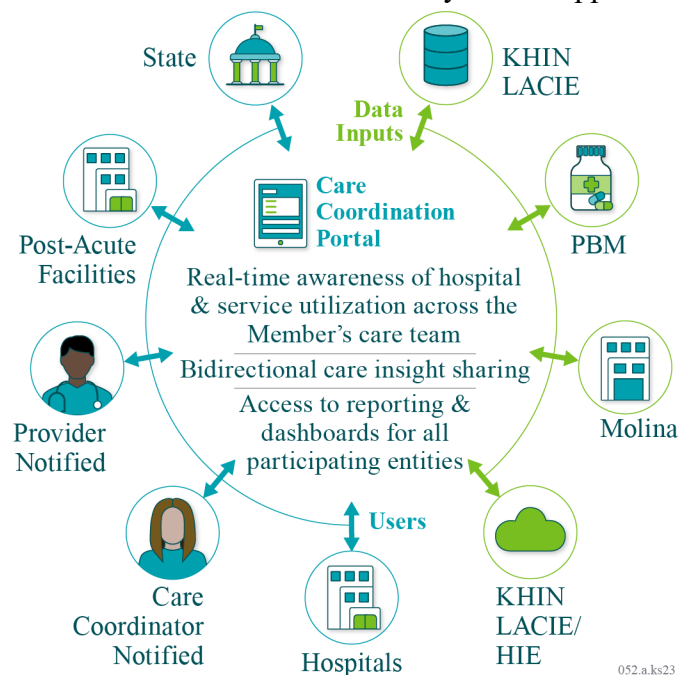 State
KHIN
LACIE
Data
Inputs
Care
Coordination
Portal
Post-Acute
Facilities
PBM
Real-time awareness of hospital
& service utilization across the
Member's care team
Bidirectional care insight sharing
Access to reporting &
dashboards for all
participating entities
Provider
Notified
Molina
Users
Care
Coordinator
Notified
Hospitals
KHIN
LACIE/
HIE
052.a.ks23